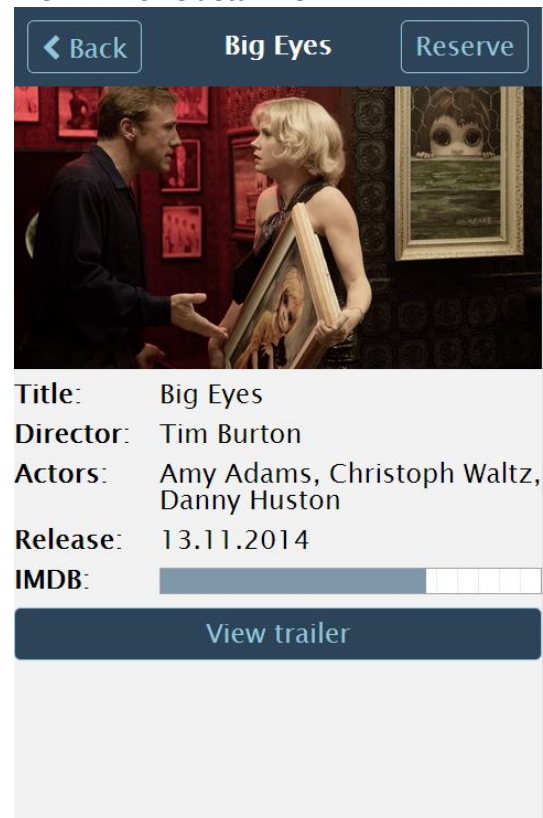 Back Big Eyes Reserve
KEANE
Title: Big Eyes
Director: Tim Burton
Actors: Amy Adams, Christoph Waltz,
Danny Huston
Release: 13.11.2014
IMDB:
View trailer